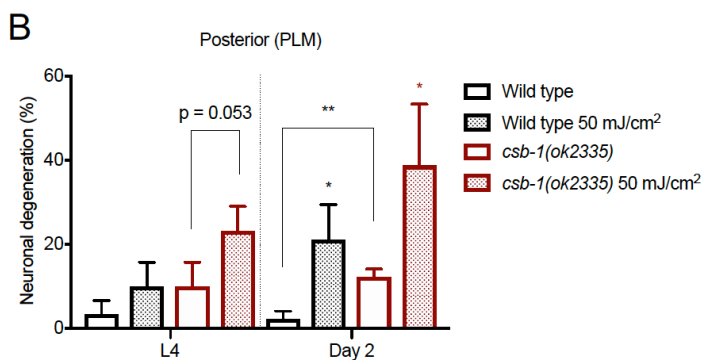 B
Posterior (PLM)
Neuronal degeneration (%)
60
40
20
0
p = 0.053
**
*
*
L4
Day 2
Wild type
Wild type 50 mJ/cm²
csb-1(ok2335)
csb-1(ok2335) 50 mJ/cm²